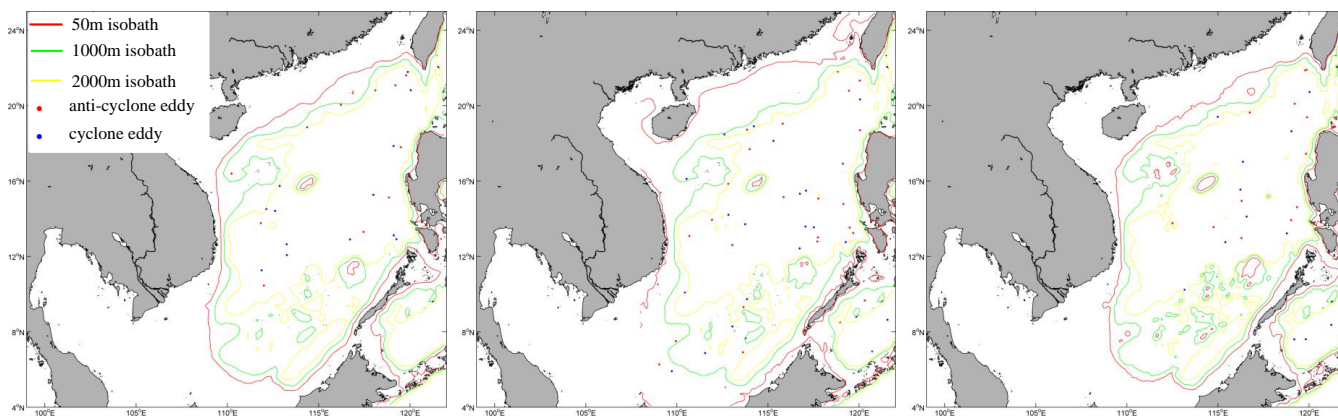 50m isobath
1000m isobath
2000m isobath
anti-cyclone eddy
cyclone eddy
24°N
20°N
16°N
12°N
8°N
4°N
100°E
105°E
110°E
115°E
120°E
24°N
20°N
16°N
12°N
8°N
4°N
100°E
105°E
110°E
115°E
120°E
24°N
20°N
16°N
12°N
8°N
4°N
100°E
105°E
110°E
115°E
120°E